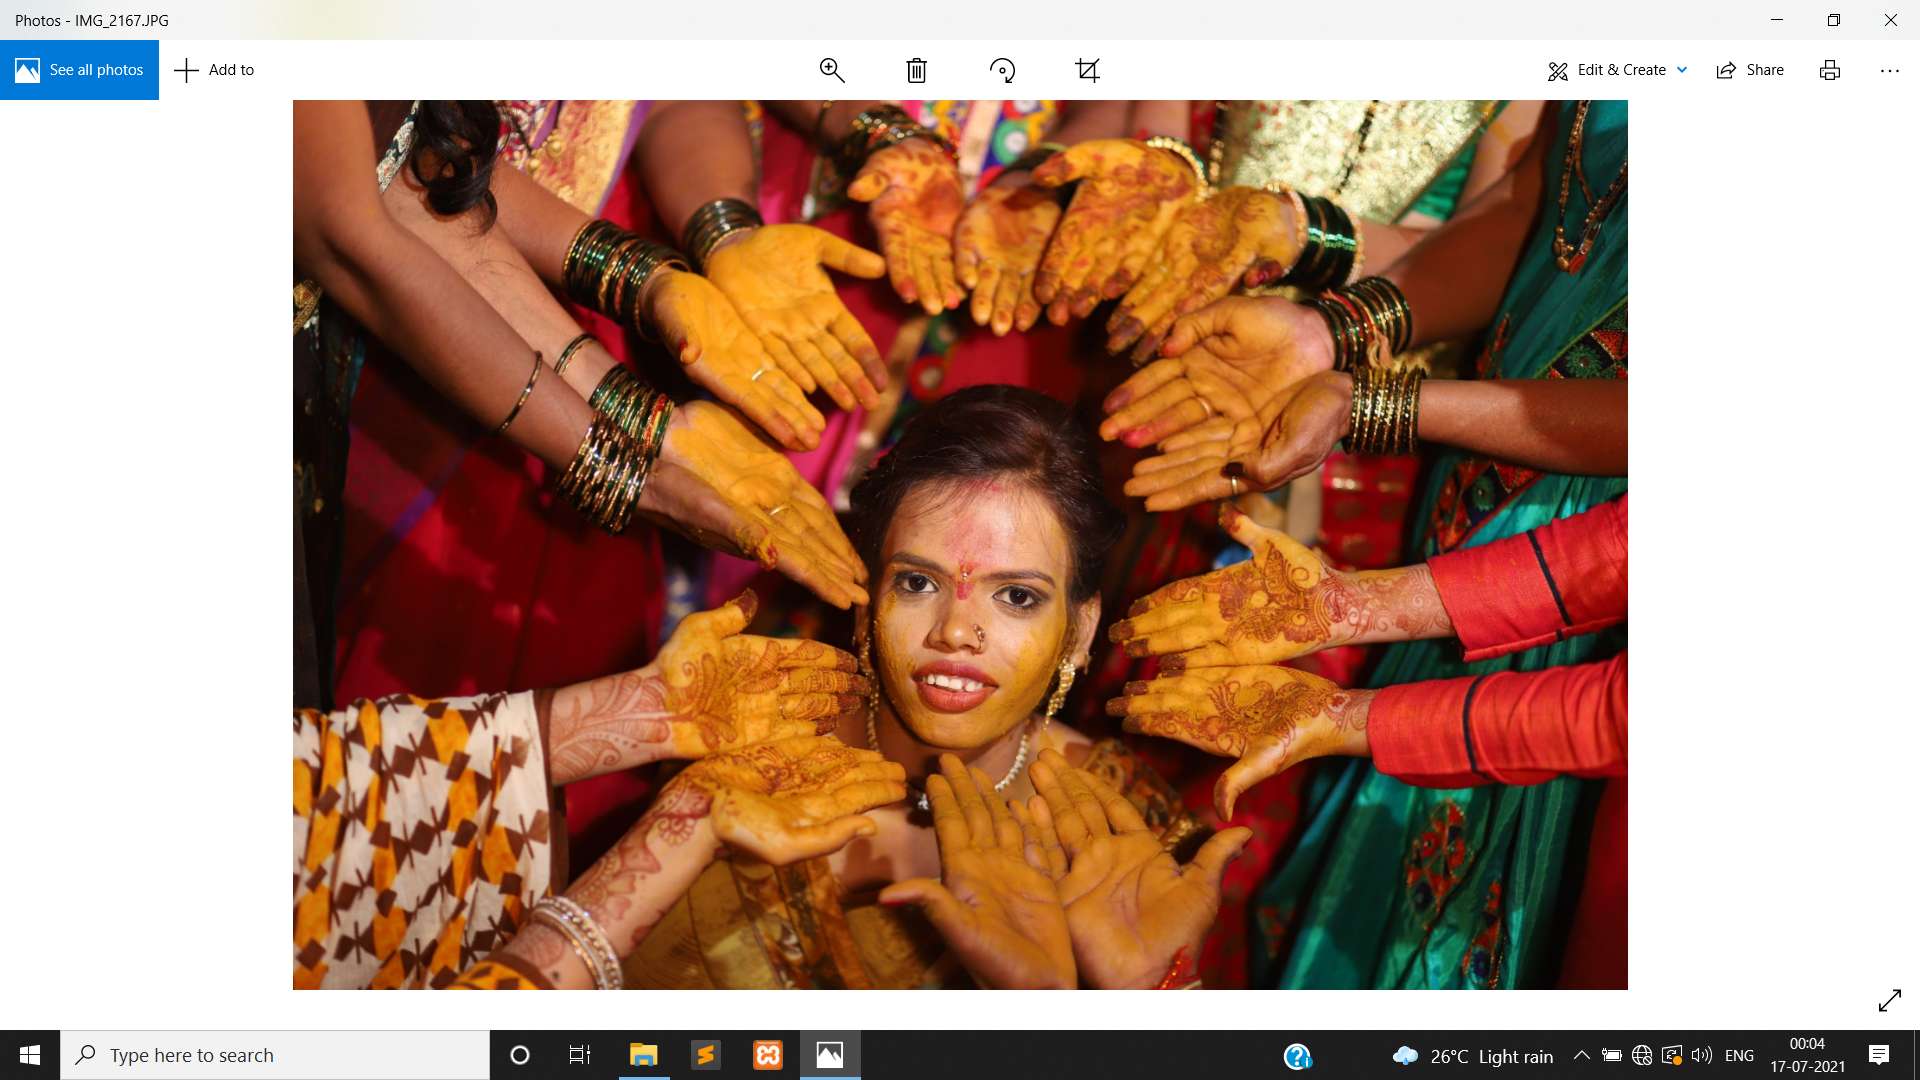 Photos - IMG_2167.JPG
See all photos
Add to
Edit & Create
Share
Type here to search
26°C Light rain
ENG
00:04
17-07-2021